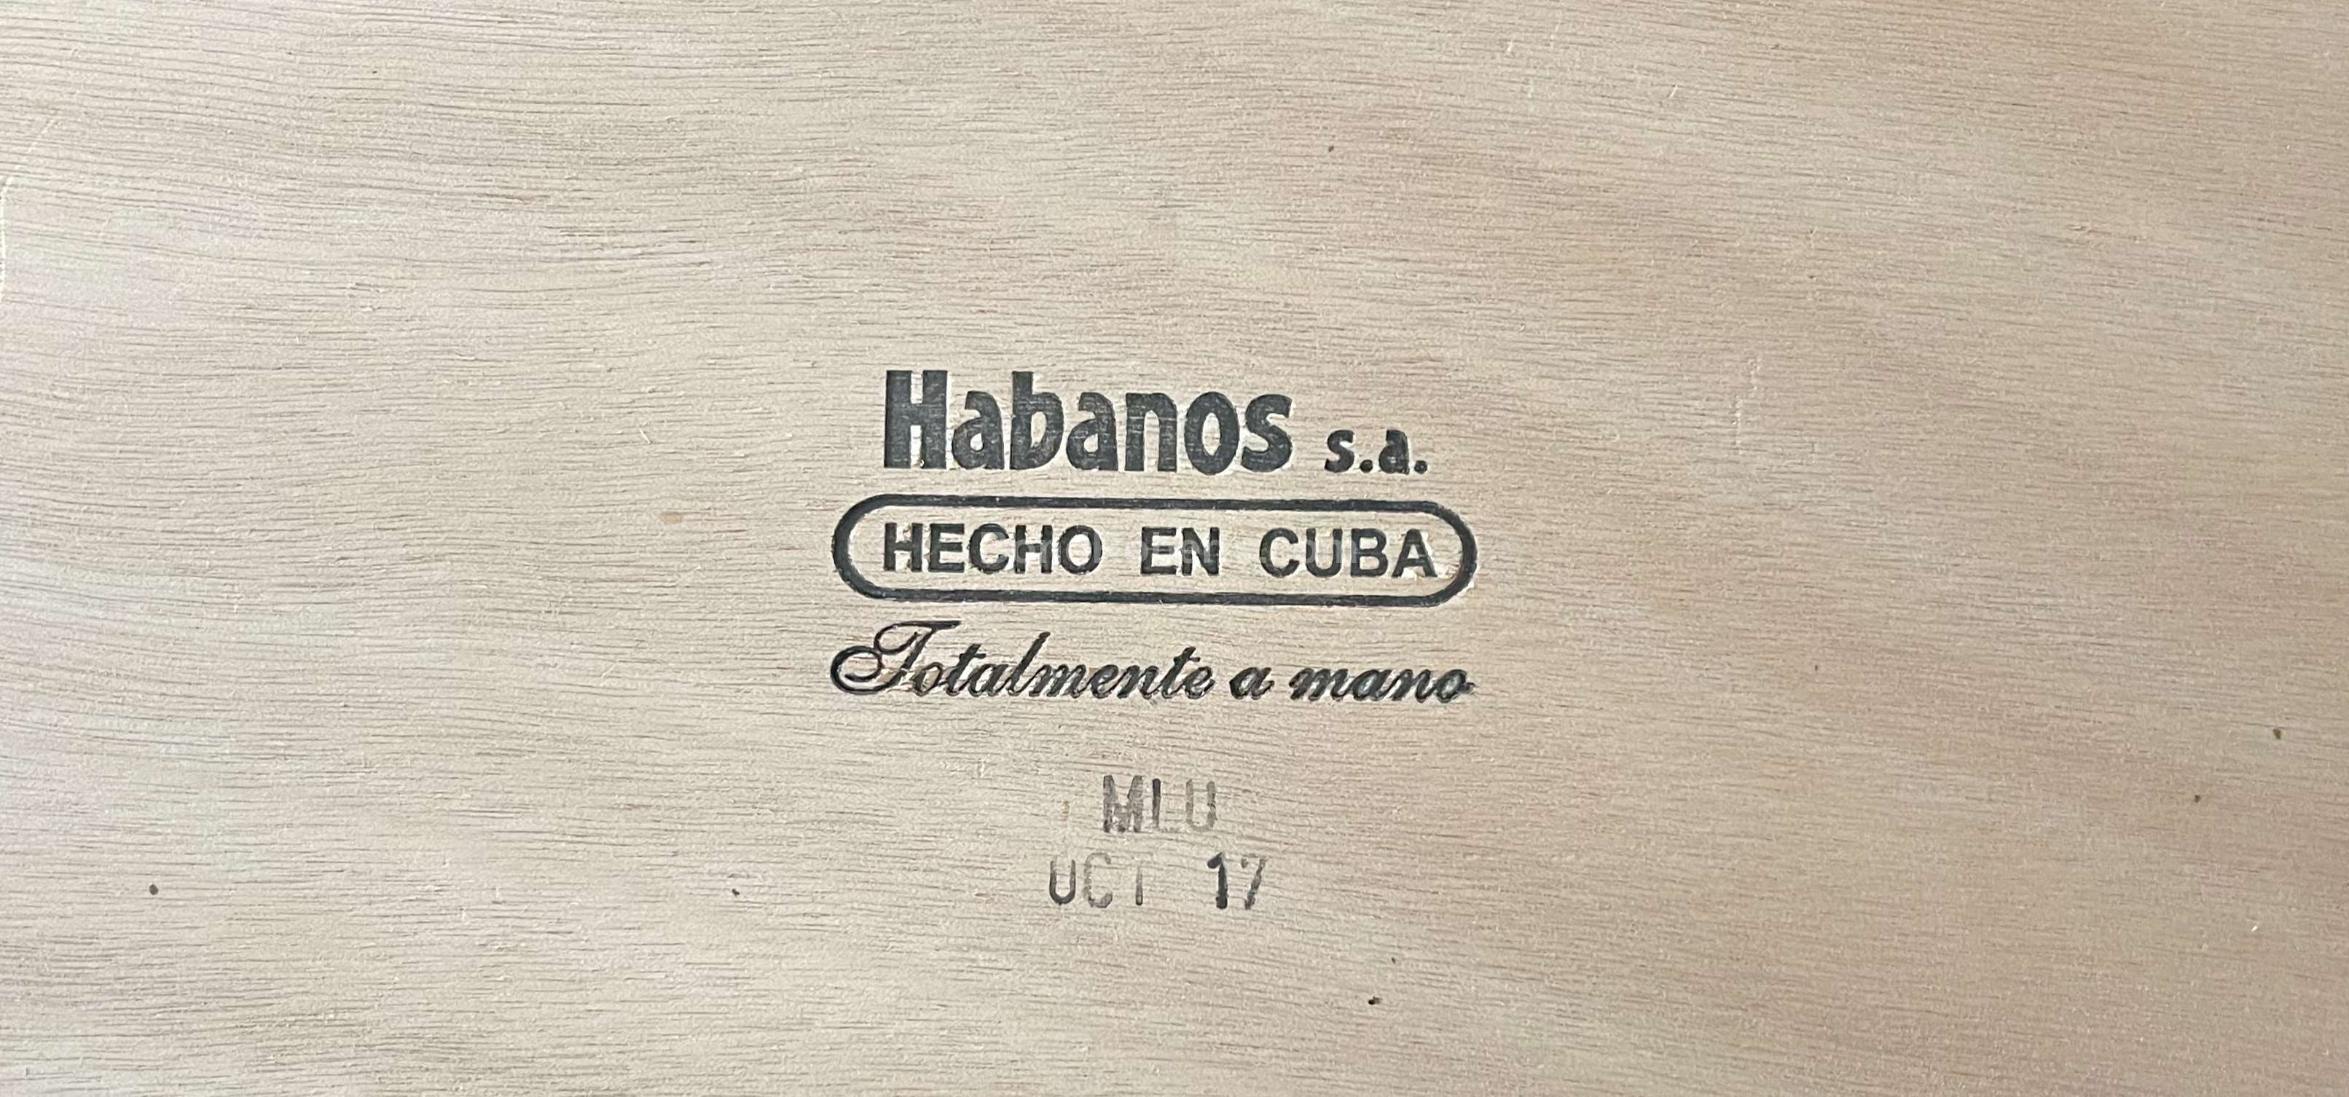 Habanos s.a.
HECHO EN CUBA
Totalmente a mano
MLU
OCT 17